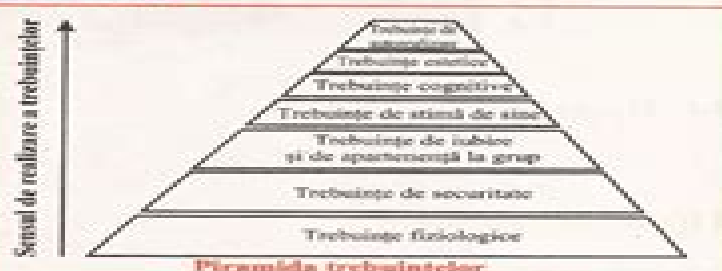 Sensul de realizare a trebuințelor
Trebuințe de
autorealizare
Trebuințe estetice
Trebuințe cognitive
Trebuințe de stimă de sine
Trebuințe de iubire
și de apartenență la grup
Trebuințe de securitate
Trebuințe fiziologice
Piramida trebuințelor